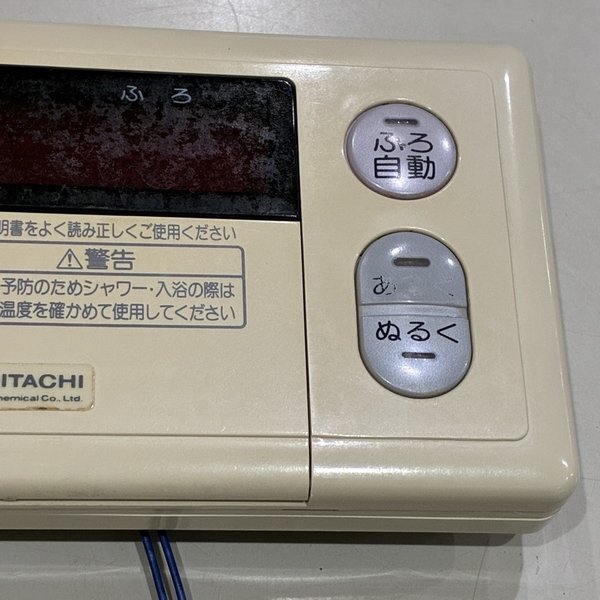 ふろ
ふろ
自動
明書をよく読み正しくご使用ください
⚠警告
予防のためシャワー・入浴の際は
温度を確かめて使用してください
あ
ぬるく
ITACHI
hemical Co., Ltd.